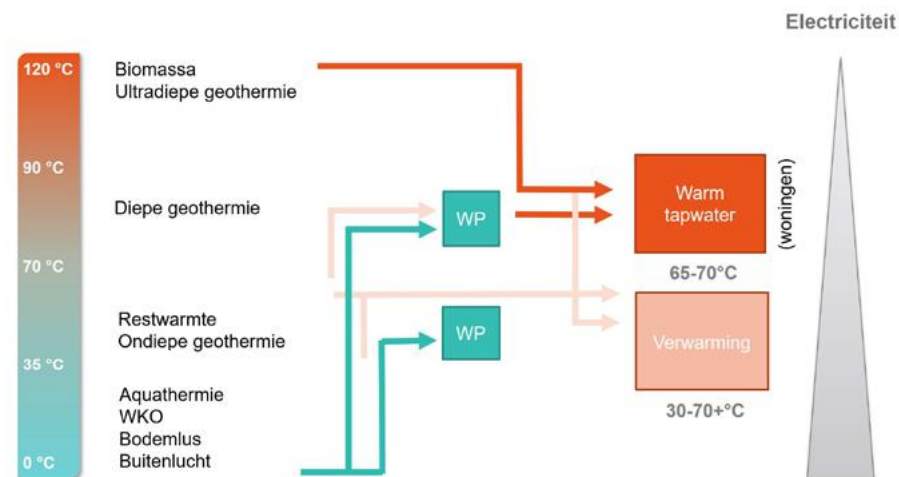 Electriciteit
120 °C
Biomassa
Ultradiepe geothermie
90 °C
Diepe geothermie
WP
Warm
tapwater
(woningen)
70 °C
65-70°C
Restwarmte
Ondiepe geothermie
WP
Verwarming
35 °C
Aquathermie
WKO
Bodemlus
Buitenlucht
30-70+°C
0 °C